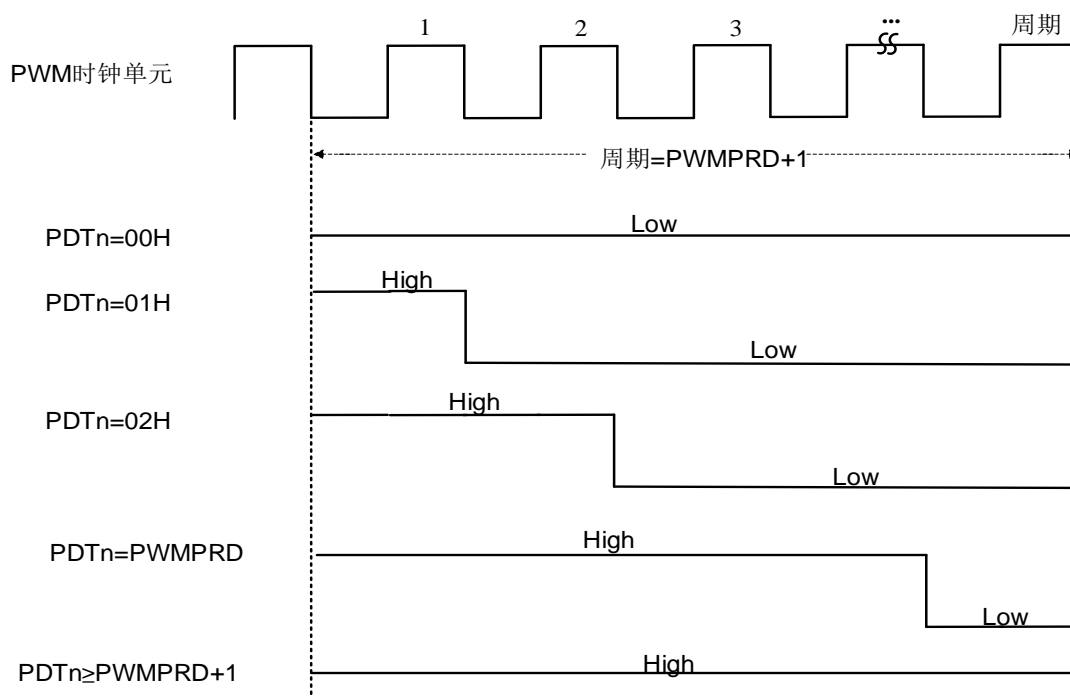 1
2
3
...
周期
PWM时钟单元
周期=PWMPRD+1
PDTn=00H
Low
PDTn=01H
High
Low
PDTn=02H
High
Low
PDTn=PWMPRD
High
Low
PDTn≥PWMPRD+1
High